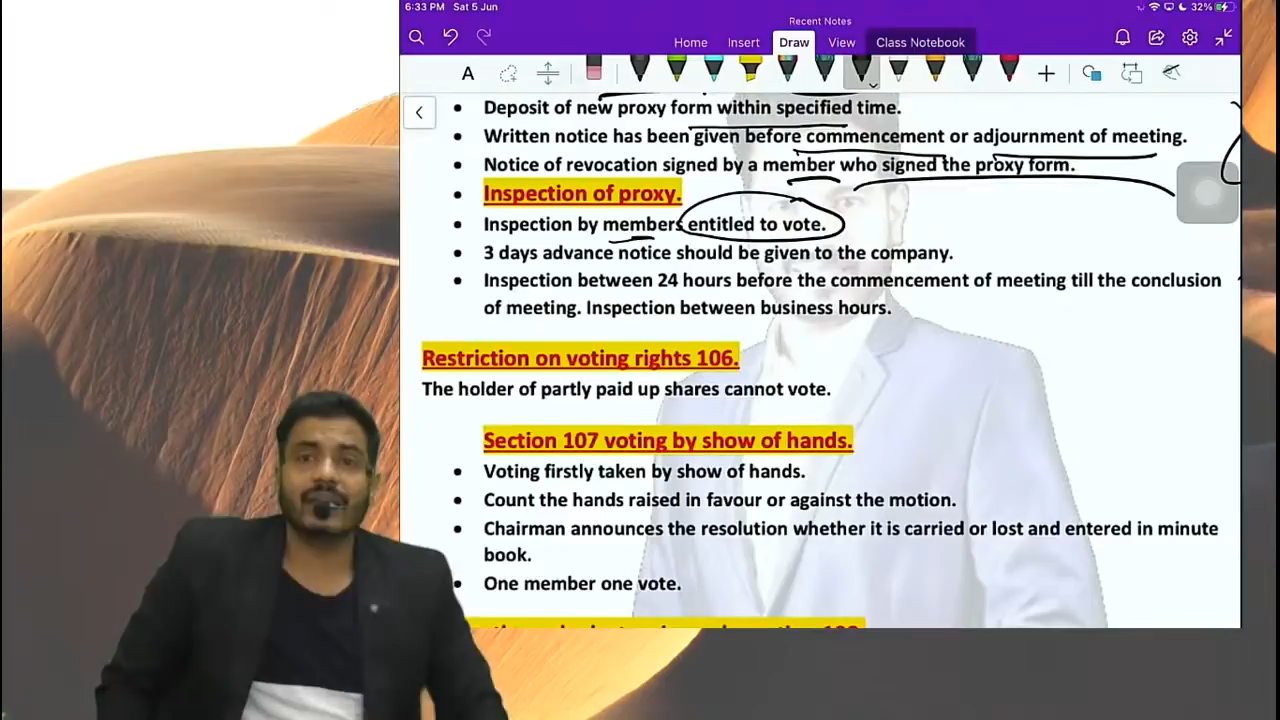 6:33 PM Sat 5 Jun
32%
Recent Notes
Home Insert Draw View Class Notebook
A
• Deposit of new proxy form within specified time.
• Written notice has been given before commencement or adjournment of meeting.
• Notice of revocation signed by a member who signed the proxy form.
• Inspection of proxy.
• Inspection by members entitled to vote.
• 3 days advance notice should be given to the company.
• Inspection between 24 hours before the commencement of meeting till the conclusion
of meeting. Inspection between business hours.
Restriction on voting rights 106.
The holder of partly paid up shares cannot vote.
Section 107 voting by show of hands.
• Voting firstly taken by show of hands.
• Count the hands raised in favour or against the motion.
• Chairman announces the resolution whether it is carried or lost and entered in minute
book.
• One member one vote.